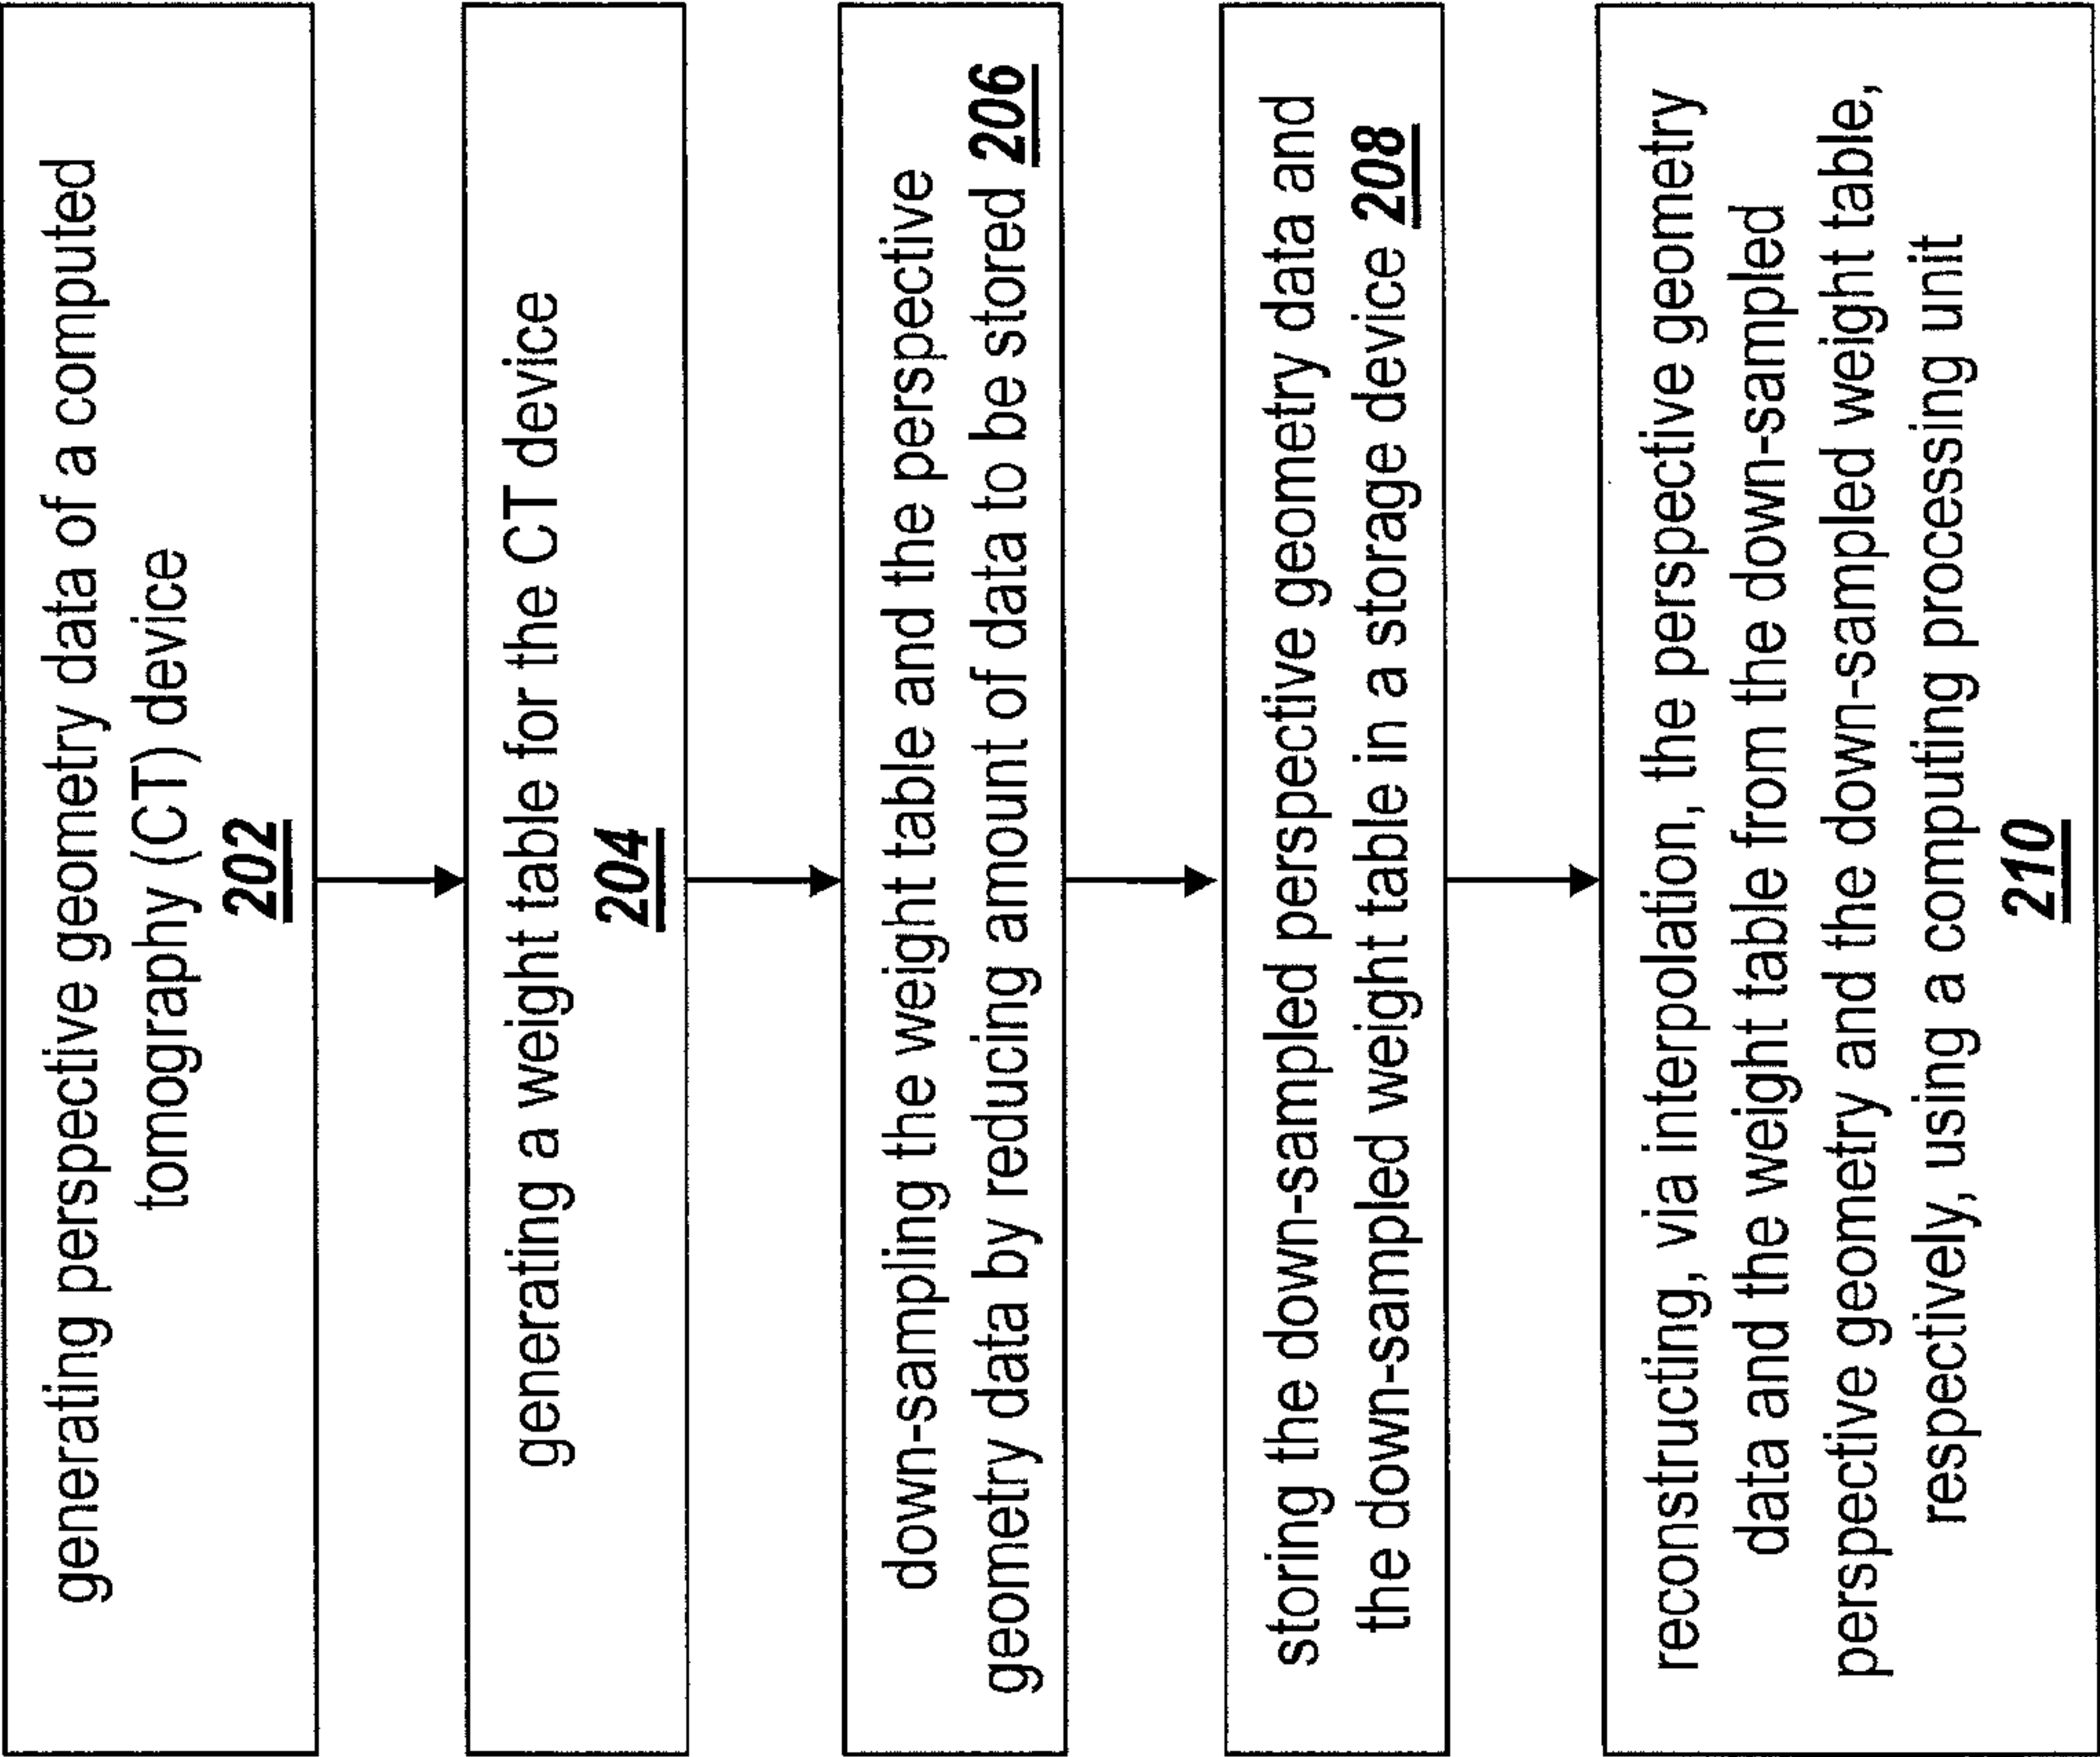 generating perspective geometry data of a computed
tomography (CT) device
202
generating a weight table for the CT device
204
down-sampling the weight table and the perspective
geometry data by reducing amount of data to be stored 206
storing the down-sampled perspective geometry data and
the down-sampled weight table in a storage device 208
reconstructing, via interpolation, the perspective geometry
data and the weight table from the down-sampled
perspective geometry and the down-sampled weight table,
respectively, using a computing processing unit
210